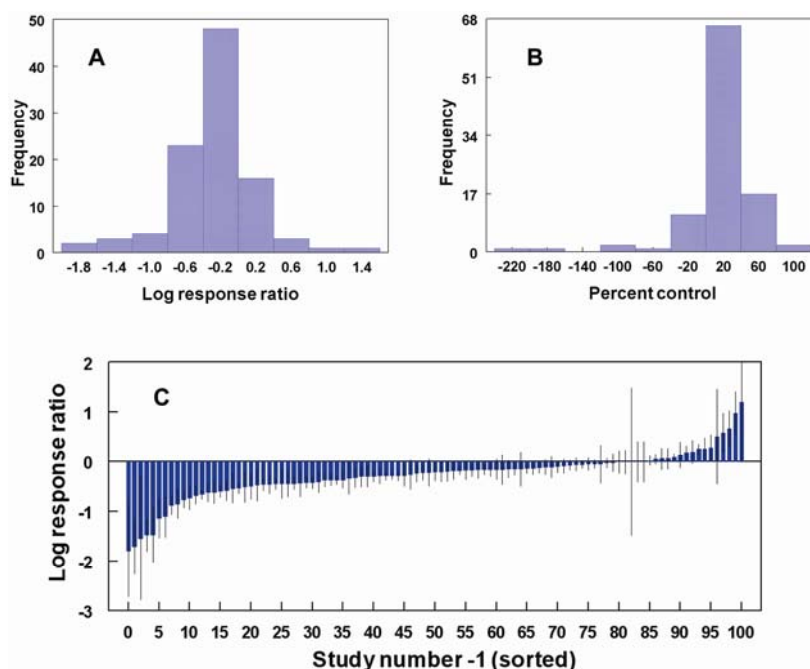 A
Frequency
50
40
30
20
10
0
-1.8 -1.4 -1.0 -0.6 -0.2 0.2 0.6 1.0 1.4
Log response ratio
B
Frequency
68
51
34
17
0
-220 -180 -140 -100 -60 -20 20 60 100
Percent control
C
Log response ratio
2
1
0
-1
-2
-3
0 5 10 15 20 25 30 35 40 45 50 55 60 65 70 75 80 85 90 95 100
Study number -1 (sorted)